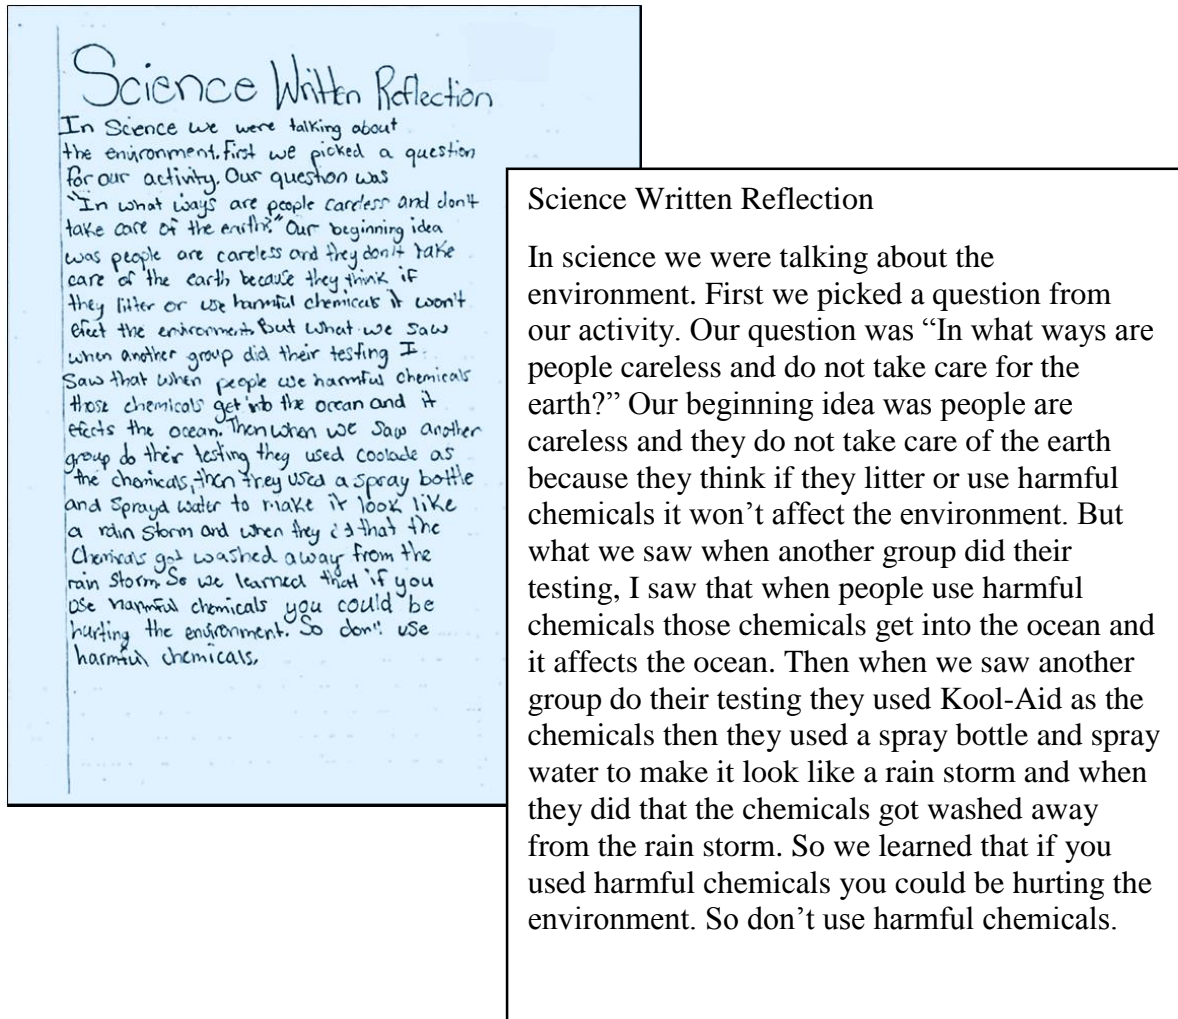 Science Written Reflection
In Science we were talking about
the environment. first we picked a question
for our activity. Our question was
"In what ways are people careless and don't
take care of the earth?" Our beginning idea
was people are careless and they don't take
care of the earth because they think if
they litter or use harmful chemicals it won't
efect the environment. But what we saw
when another group did their testing I
Saw that when people use harmful chemicals
those chemicals get into the ocean and it
efects the ocean. Then when we saw another
group do their testing they used coolade as
the chemicals, then they used a spray bottle
and sprayd water to make it look like
a rain storm and when they did that the
Chemicals got washed away from the
rain storm. So we learned that if you
use harmful chemicals you could be
hurting the environment. So don't use
harmful chemicals.
Science Written Reflection
In science we were talking about the
environment. First we picked a question from
our activity. Our question was “In what ways are
people careless and do not take care for the
earth?” Our beginning idea was people are
careless and they do not take care of the earth
because they think if they litter or use harmful
chemicals it won’t affect the environment. But
what we saw when another group did their
testing, I saw that when people use harmful
chemicals those chemicals get into the ocean and
it affects the ocean. Then when we saw another
group do their testing they used Kool-Aid as the
chemicals then they used a spray bottle and spray
water to make it look like a rain storm and when
they did that the chemicals got washed away
from the rain storm. So we learned that if you
used harmful chemicals you could be hurting the
environment. So don’t use harmful chemicals.